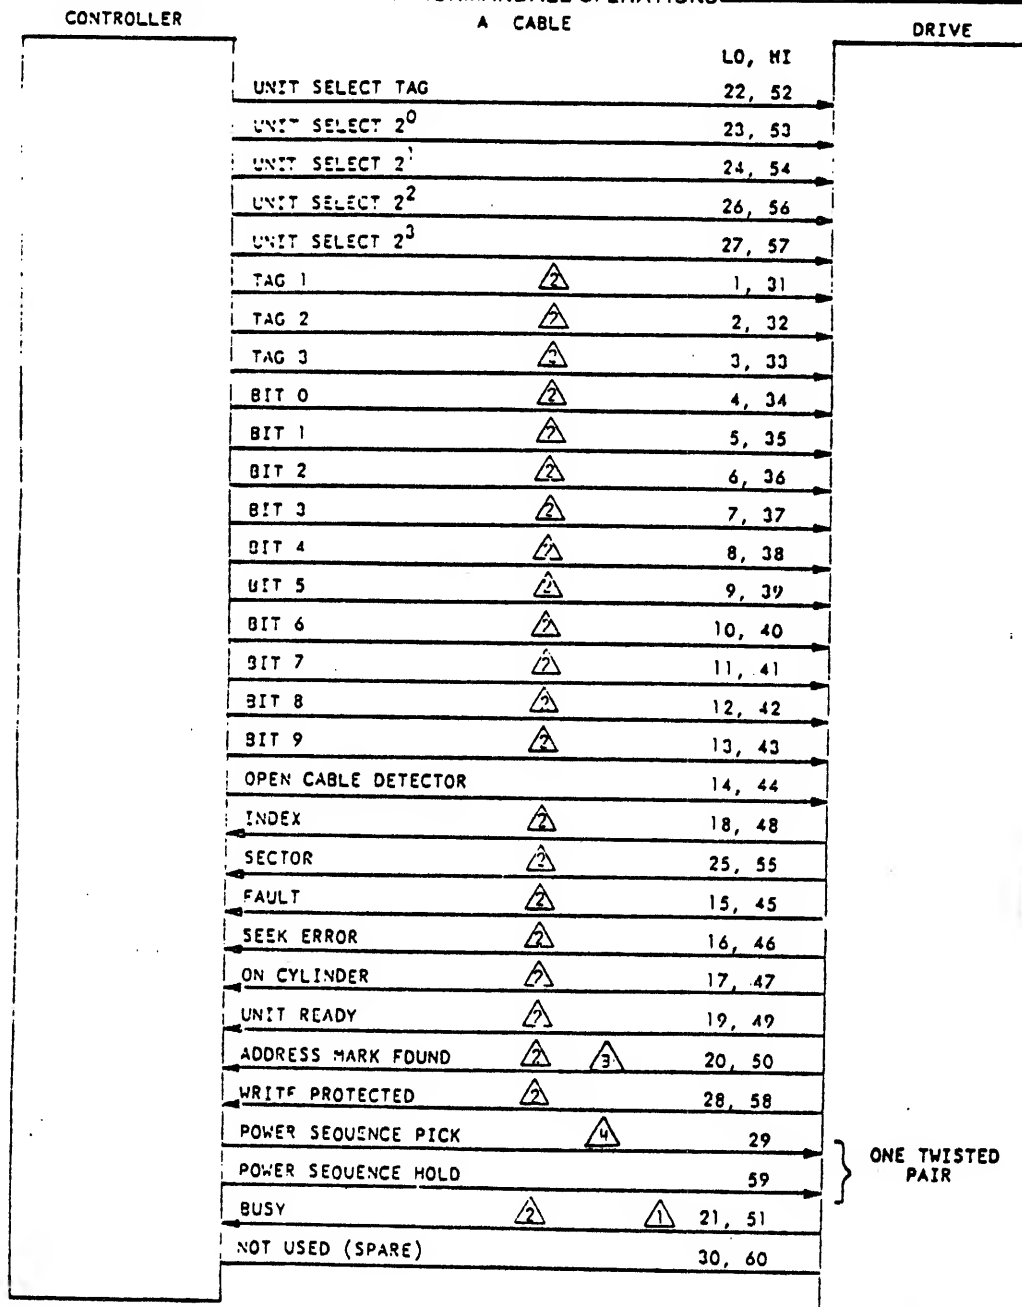 OPERATIONS
CONTROLLER A CABLE DRIVE
LO, HI
UNIT SELECT TAG 22, 52
UNIT SELECT 2⁰ 23, 53
UNIT SELECT 2¹ 24, 54
UNIT SELECT 2² 26, 56
UNIT SELECT 2³ 27, 57
TAG 1 2 1, 31
TAG 2 2 2, 32
TAG 3 2 3, 33
BIT 0 2 4, 34
BIT 1 2 5, 35
BIT 2 2 6, 36
BIT 3 2 7, 37
BIT 4 2 8, 38
BIT 5 2 9, 39
BIT 6 2 10, 40
BIT 7 2 11, 41
BIT 8 2 12, 42
BIT 9 2 13, 43
OPEN CABLE DETECTOR 14, 44
INDEX 2 18, 48
SECTOR 2 25, 55
FAULT 2 15, 45
SEEK ERROR 2 16, 46
ON CYLINDER 2 17, 47
UNIT READY 2 19, 49
ADDRESS MARK FOUND 2 3 20, 50
WRITE PROTECTED 2 28, 58
POWER SEQUENCE PICK 4 29
POWER SEQUENCE HOLD 59
ONE TWISTED
PAIR
BUSY 2 1 21, 51
NOT USED (SPARE) 30, 60